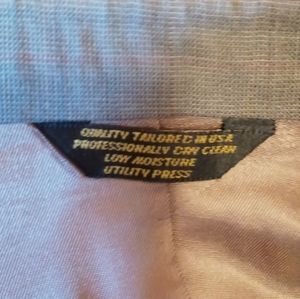 QUALITY TAILORED IN USA
PROFESSIONALLY DRY CLEAN
LOW MOISTURE
UTILITY PRESS